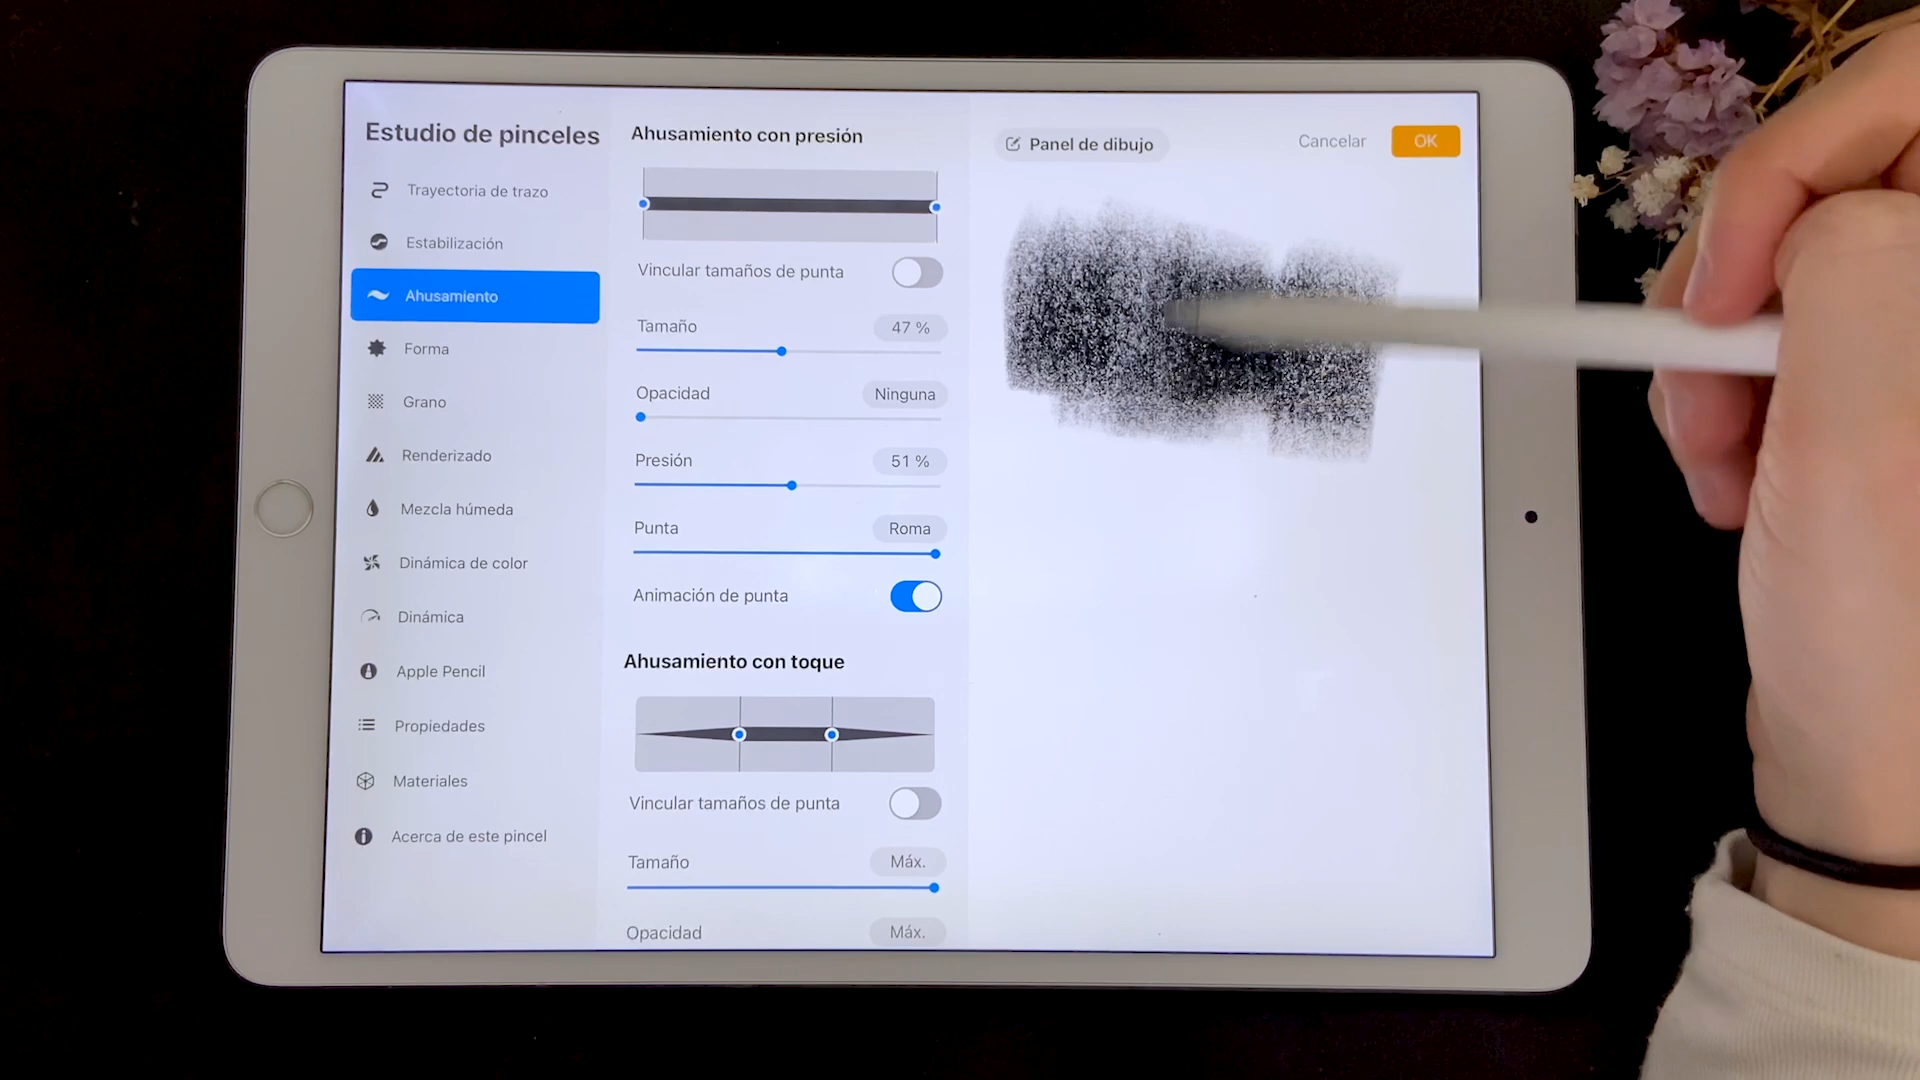 Estudio de pinceles
Trayectoria de trazo
Estabilización
Ahusamiento
Forma
Grano
Renderizado
Mezcla húmeda
Dinámica de color
Dinámica
Apple Pencil
Propiedades
Materiales
Acerca de este pincel
Ahusamiento con presión
Vincular tamaños de punta
Tamaño 47 %
Opacidad Ninguna
Presión 51 %
Punta Roma
Animación de punta
Ahusamiento con toque
Vincular tamaños de punta
Tamaño Máx.
Opacidad Máx.
Panel de dibujo
Cancelar
OK